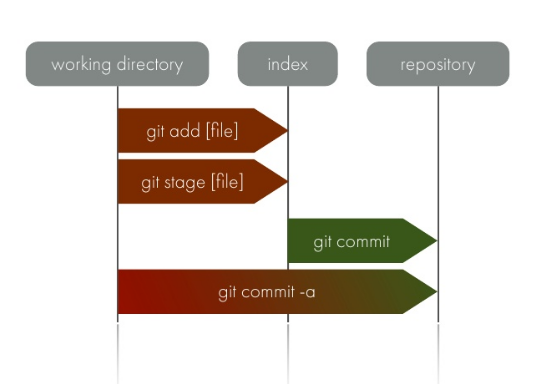 working directory
index
repository
git add [file]
git stage [file]
git commit
git commit -a